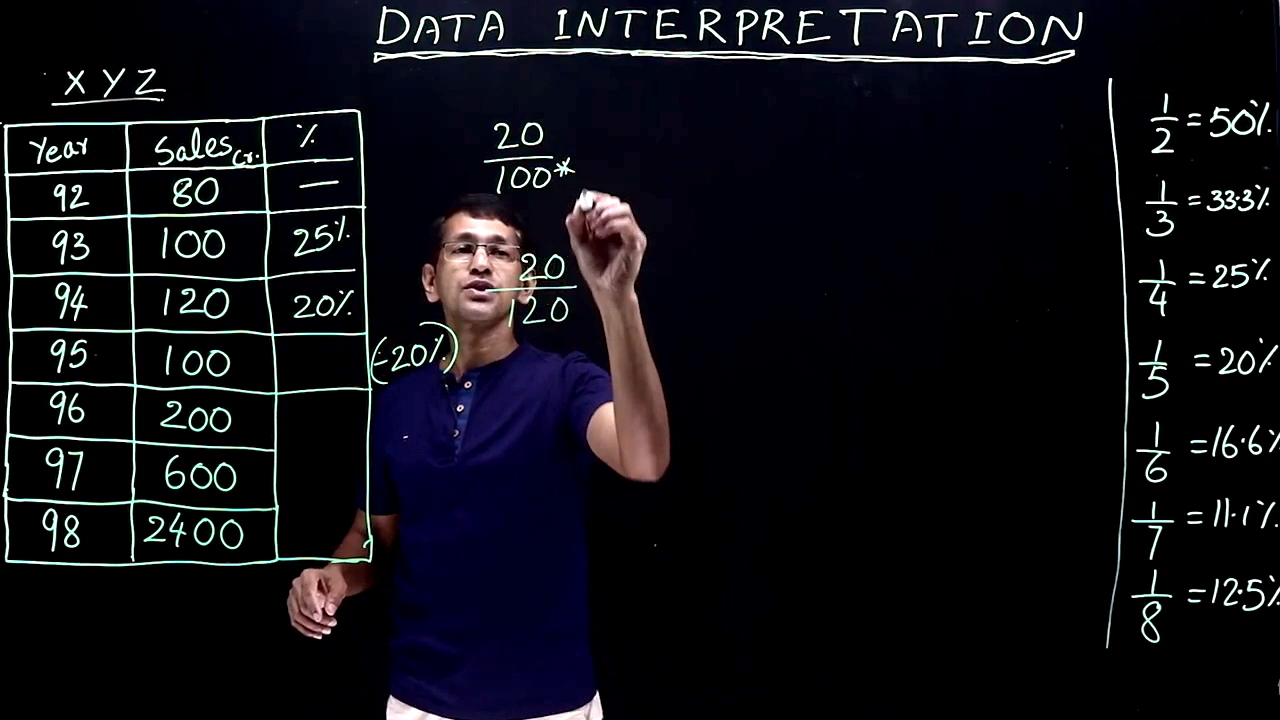 DATA INTERPRETATION
X Y Z
Year Sales Cr. %
92 80 —
93 100 25%
94 120 20%
95 100 (-20%)
96 200
97 600
98 2400
20
100*
20
120
1/2 = 50%
1/3 = 33.3%
1/4 = 25%
1/5 = 20%
1/6 = 16.6%
1/7 = 11.1%
1/8 = 12.5%